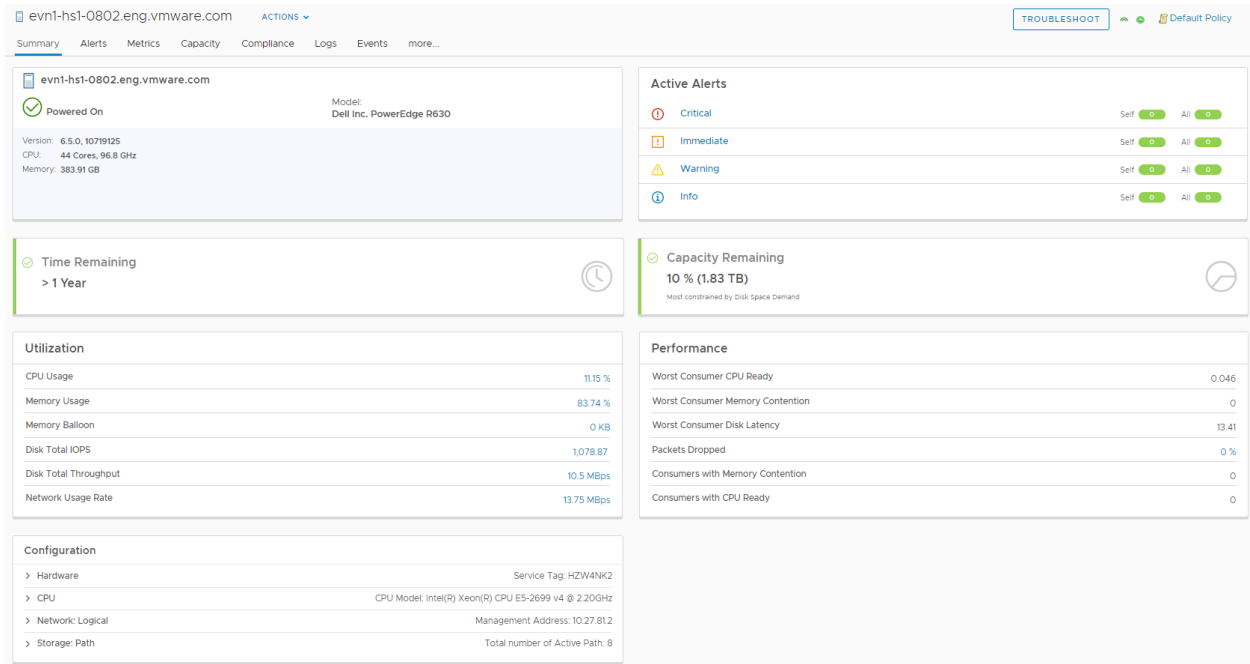 evn1-hs1-0802.eng.vmware.com ACTIONS
TROUBLESHOOT Default Policy
Summary Alerts Metrics Capacity Compliance Logs Events more...
evn1-hs1-0802.eng.vmware.com
Powered On
Model:
Dell Inc. PowerEdge R630
Version: 6.5.0, 10719125
CPU: 44 Cores, 96.8 GHz
Memory: 383.91 GB
Active Alerts
Critical Self 0 All 0
Immediate Self 0 All 0
Warning Self 0 All 0
Info Self 0 All 0
Time Remaining
> 1 Year
Capacity Remaining
10 % (1.83 TB)
Most constrained by Disk Space Demand
Utilization
CPU Usage 11.15 %
Memory Usage 83.74 %
Memory Balloon 0 KB
Disk Total IOPS 1,078.87
Disk Total Throughput 10.5 MBps
Network Usage Rate 13.75 MBps
Performance
Worst Consumer CPU Ready 0.046
Worst Consumer Memory Contention 0
Worst Consumer Disk Latency 13.41
Packets Dropped 0 %
Consumers with Memory Contention 0
Consumers with CPU Ready 0
Configuration
Hardware Service Tag: HZW4NK2
CPU CPU Model: Intel(R) Xeon(R) CPU E5-2699 v4 @ 2.20GHz
Network: Logical Management Address: 10.27.81.2
Storage: Path Total number of Active Path: 8